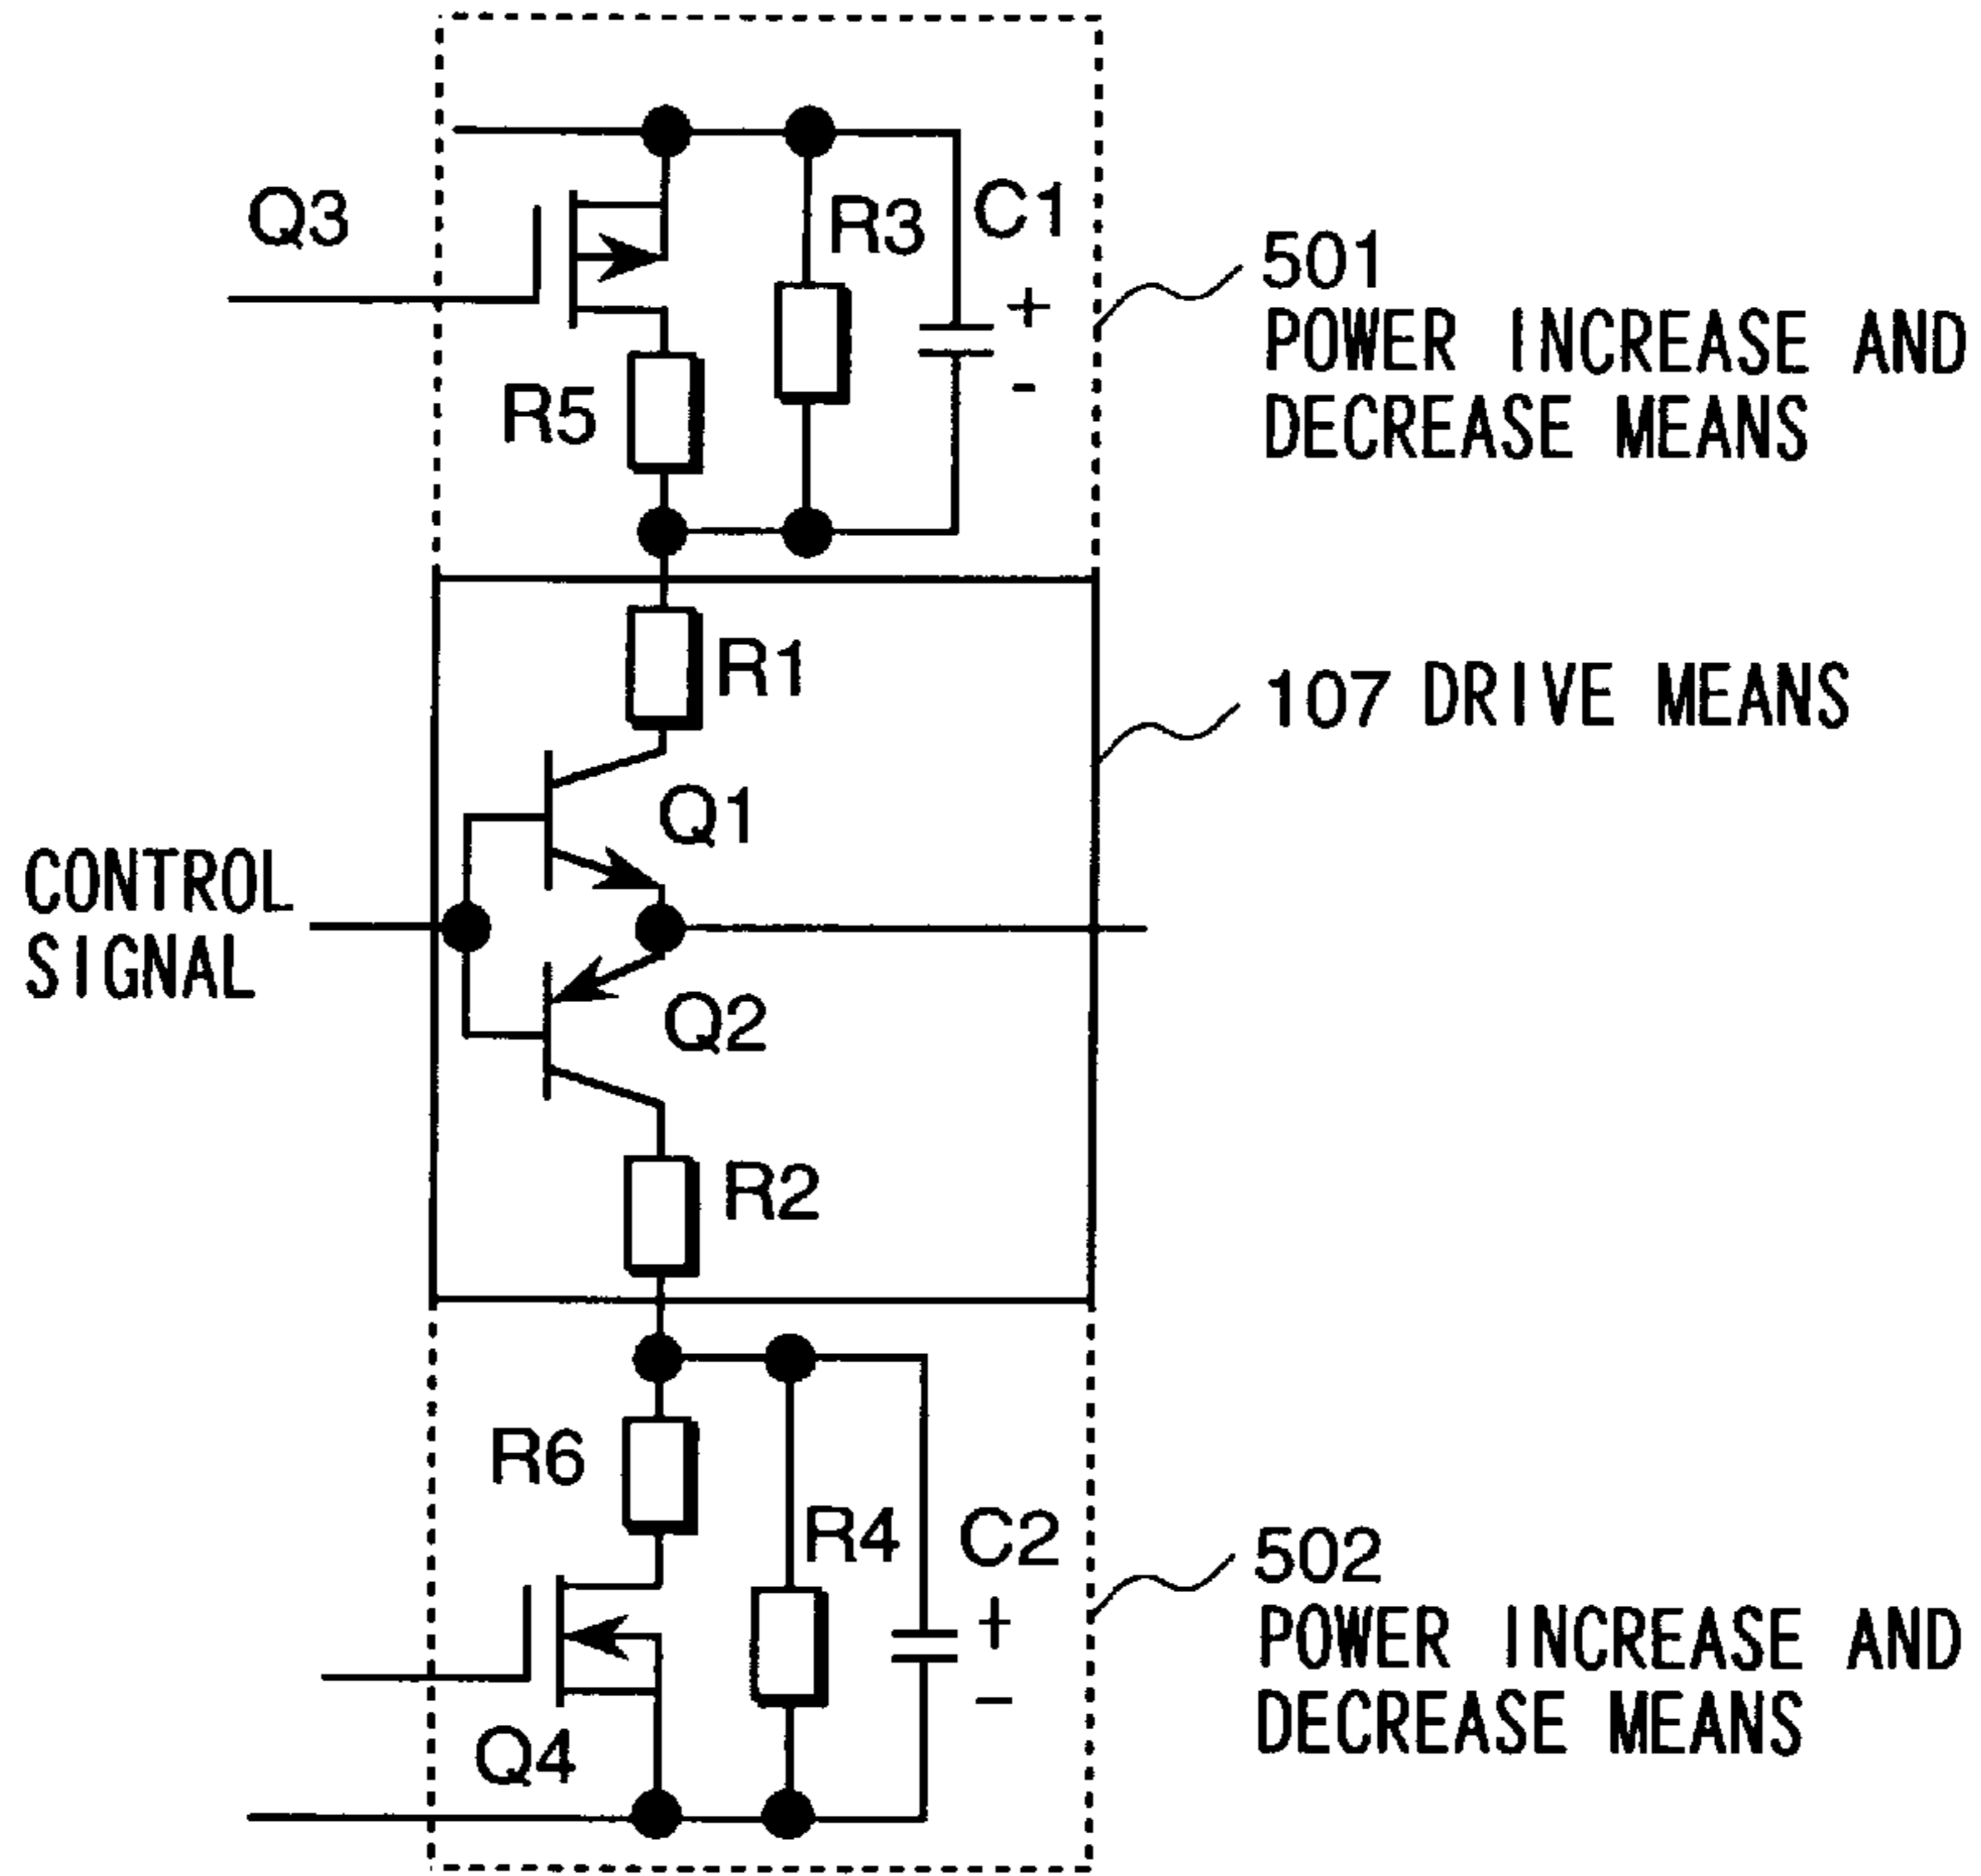 Q3
R3
C1
+
-
R5
501
POWER INCREASE AND
DECREASE MEANS
R1
107 DRIVE MEANS
Q1
CONTROL
SIGNAL
Q2
R2
R6
R4
C2
+
-
Q4
502
POWER INCREASE AND
DECREASE MEANS